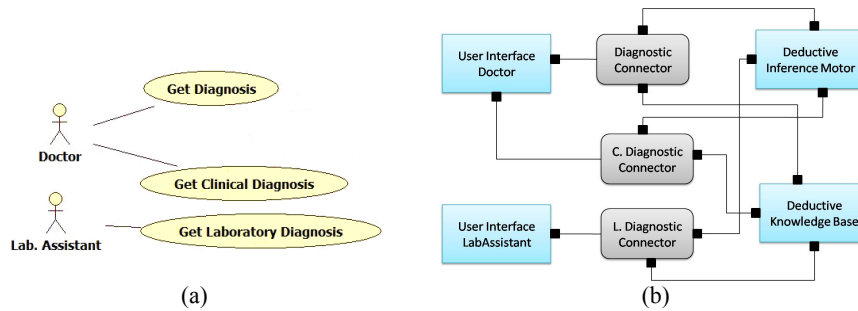 Get Diagnosis
Doctor
Get Clinical Diagnosis
Get Laboratory Diagnosis
Lab. Assistant
(a)
User Interface
Doctor
Diagnostic
Connector
Deductive
Inference Motor
C. Diagnostic
Connector
User Interface
LabAssistant
L. Diagnostic
Connector
Deductive
Knowledge Base
(b)